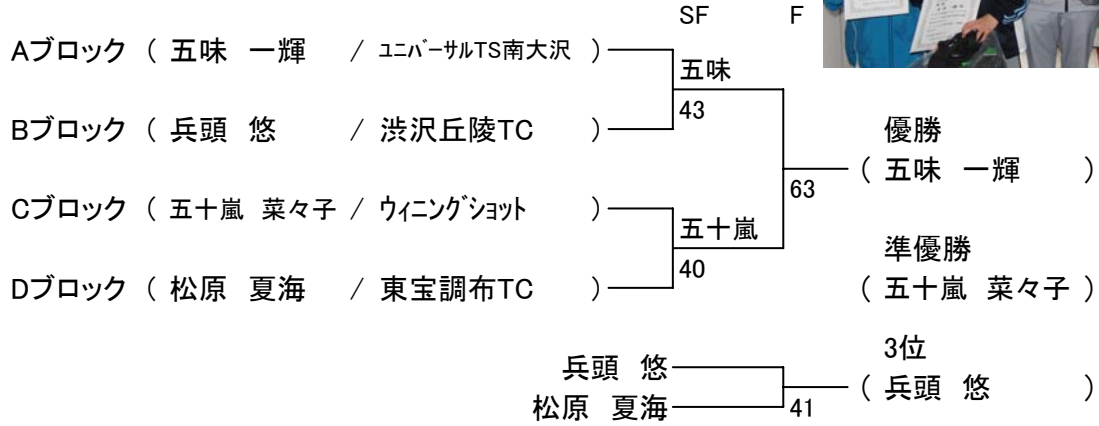 SF F
Aブロック ( 五味 一輝 / ユニバーサルTS南大沢 )
五味
43
Bブロック ( 兵頭 悠 / 渋沢丘陵TC )
優勝
( 五味 一輝 )
63
Cブロック ( 五十嵐 菜々子 / ウィニングショット )
五十嵐
40
準優勝
( 五十嵐 菜々子 )
Dブロック ( 松原 夏海 / 東宝調布TC )
3位
兵頭 悠
( 兵頭 悠 )
松原 夏海
41